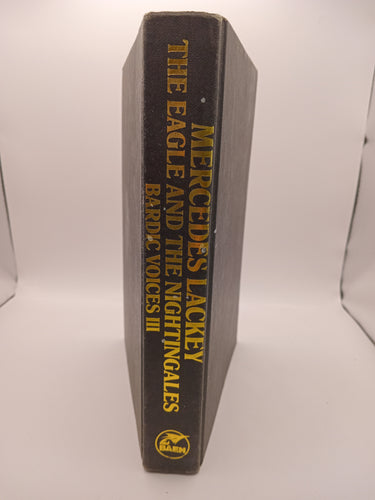 MERCEDES LACKEY
THE EAGLE AND THE NIGHTINGALES
BARDIC VOICES III
BAEN